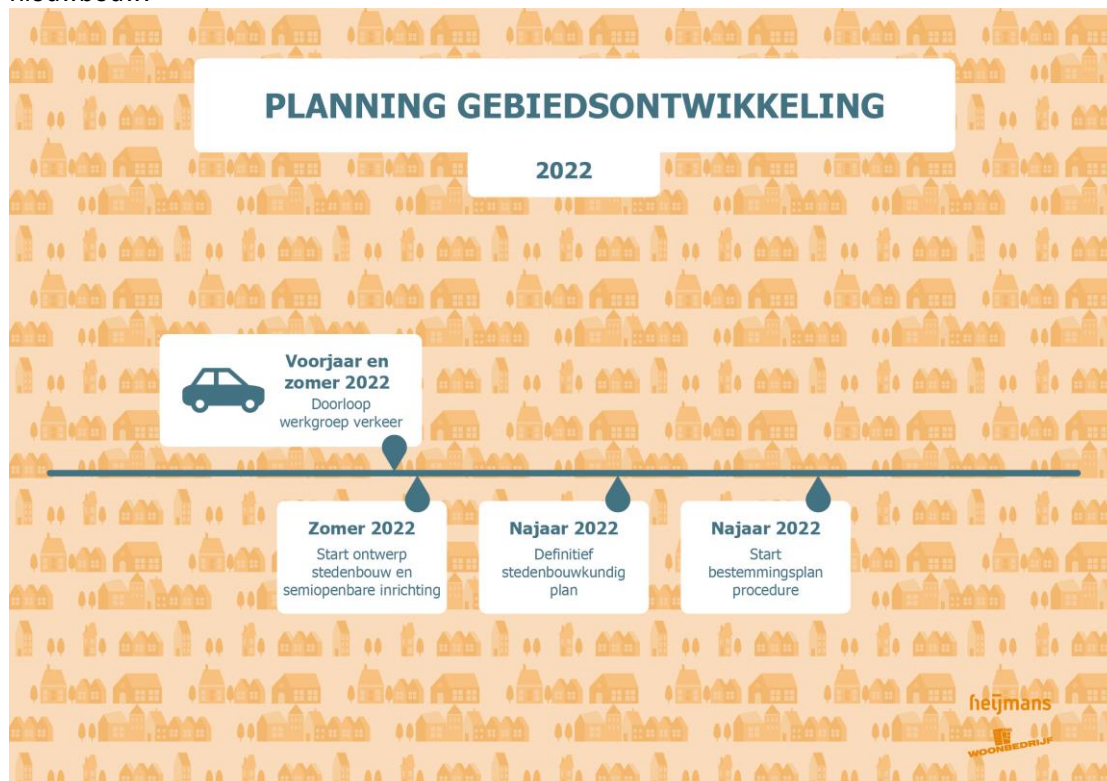 PLANNING GEBIEDSONTWIKKELING
2022
Voorjaar en
zomer 2022
Doorloop
werkgroep verkeer
Zomer 2022
Start ontwerp
stedenbouw en
semiopenbare inrichting
Najaar 2022
Definitief
stedenbouwkundig
plan
Najaar 2022
Start
bestemmingsplan
procedure
heijmans
WOONBEDRIJF